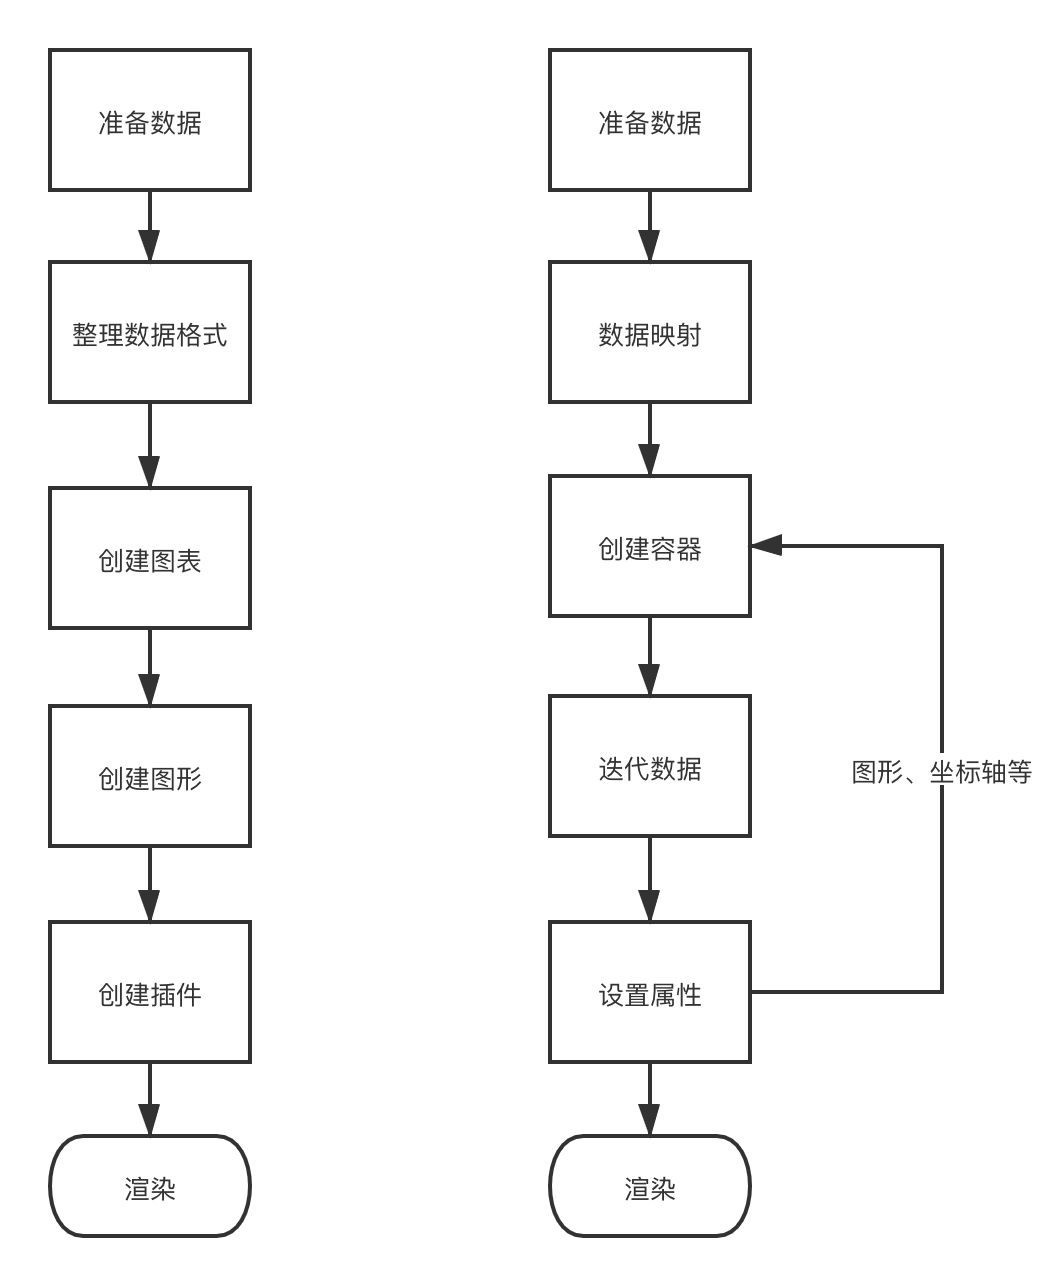 准备数据
整理数据格式
创建图表
创建图形
创建插件
渲染
准备数据
数据映射
创建容器
迭代数据
图形、坐标轴等
设置属性
渲染